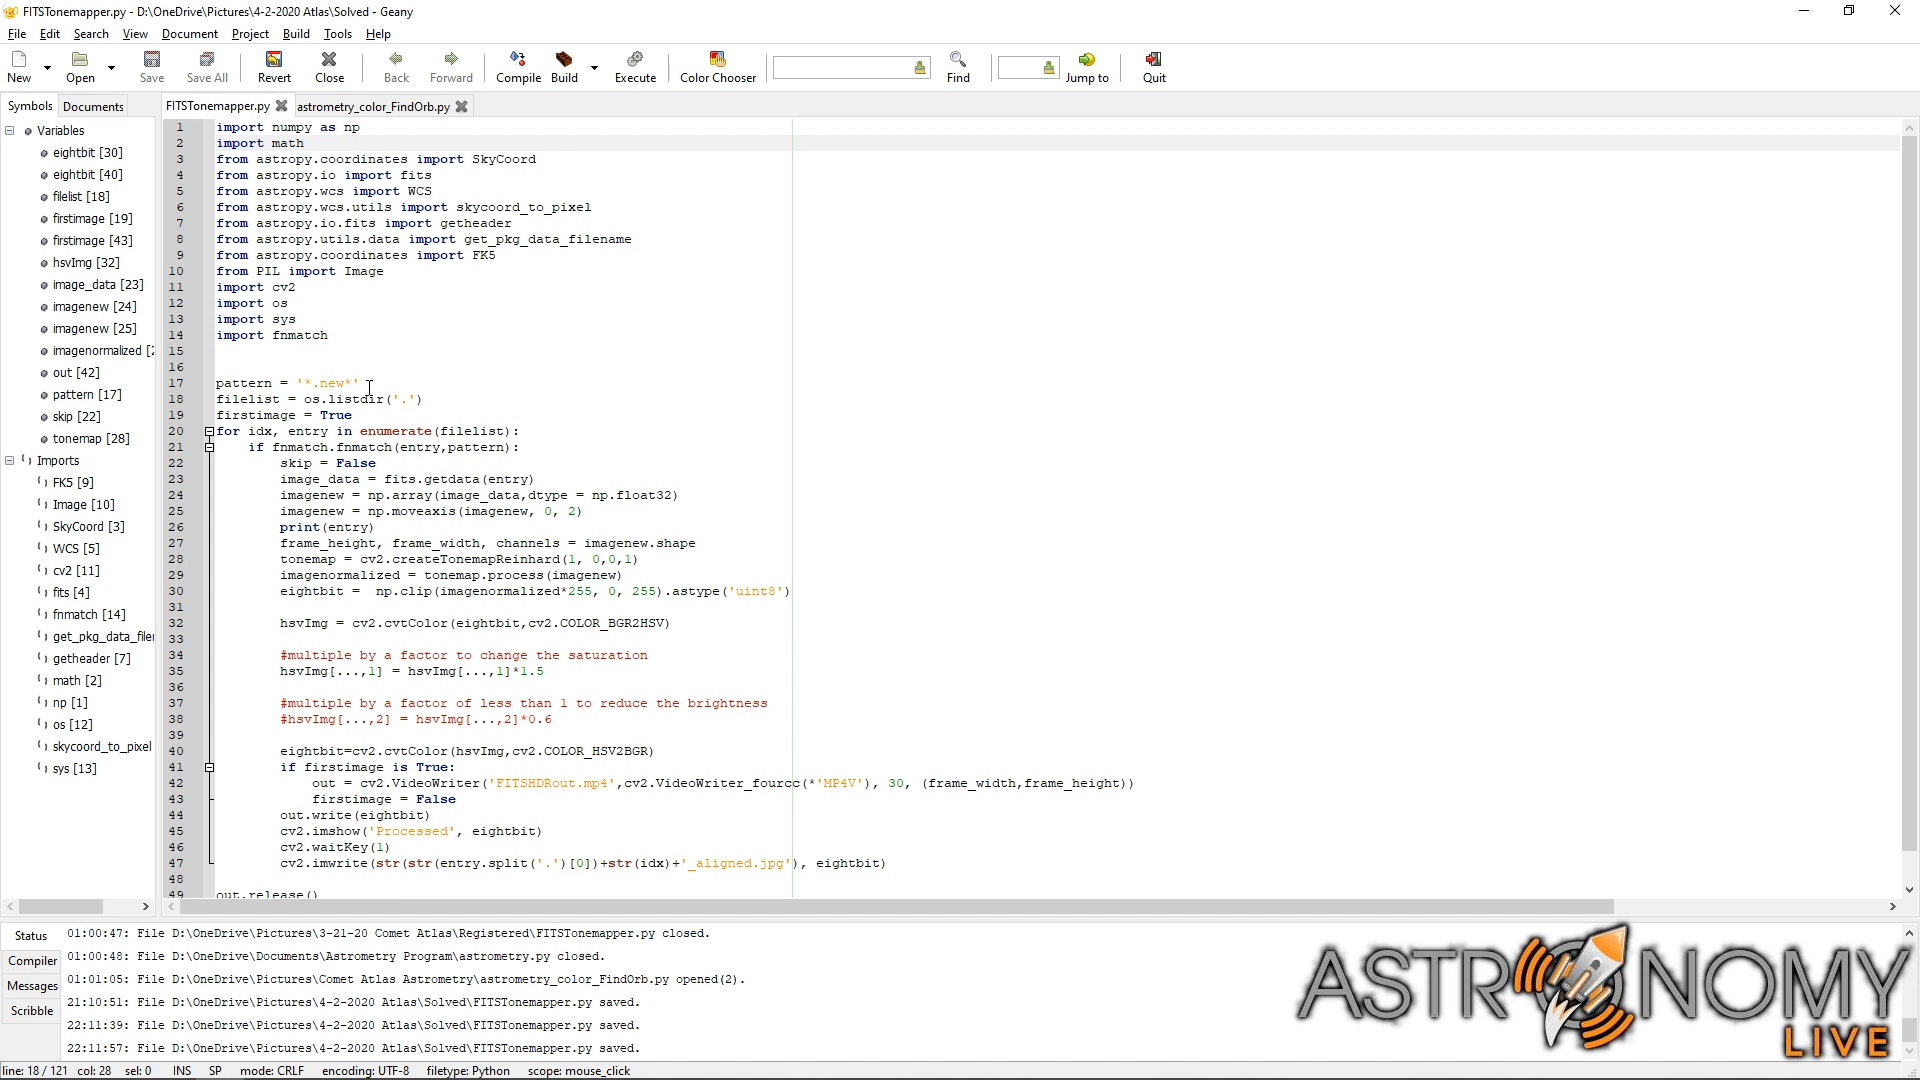 FITSTonemapper.py - D:\OneDrive\Pictures\4-2-2020 Atlas\Solved - Geany
File Edit Search View Document Project Build Tools Help
New Open Save Save All Revert Close Back Forward Compile Build Execute Color Chooser Find Jump to Quit
Symbols Documents FITSTonemapper.py astrometry_color_FindOrb.py
Variables
eightbit [30]
eightbit [40]
filelist [18]
firstimage [19]
firstimage [43]
hsvImg [32]
image_data [23]
imagenew [24]
imagenew [25]
imagenormalized [2
out [42]
pattern [17]
skip [22]
tonemap [28]
Imports
FK5 [9]
Image [10]
SkyCoord [3]
WCS [5]
cv2 [11]
fits [4]
fnmatch [14]
get_pkg_data_filer
getheader [7]
math [2]
np [1]
os [12]
skycoord_to_pixel
sys [13]
1 import numpy as np
2 import math
3 from astropy.coordinates import SkyCoord
4 from astropy.io import fits
5 from astropy.wcs import WCS
6 from astropy.wcs.utils import skycoord_to_pixel
7 from astropy.io.fits import getheader
8 from astropy.utils.data import get_pkg_data_filename
9 from astropy.coordinates import FK5
10 from PIL import Image
11 import cv2
12 import os
13 import sys
14 import fnmatch
15
16
17 pattern = '*.new*'
18 filelist = os.listdir('.')
19 firstimage = True
20 for idx, entry in enumerate(filelist):
21 if fnmatch.fnmatch(entry,pattern):
22 skip = False
23 image_data = fits.getdata(entry)
24 imagenew = np.array(image_data,dtype = np.float32)
25 imagenew = np.moveaxis(imagenew, 0, 2)
26 print(entry)
27 frame_height, frame_width, channels = imagenew.shape
28 tonemap = cv2.createTonemapReinhard(1, 0,0,1)
29 imagenormalized = tonemap.process(imagenew)
30 eightbit = np.clip(imagenormalized*255, 0, 255).astype('uint8')
31
32 hsvImg = cv2.cvtColor(eightbit,cv2.COLOR_BGR2HSV)
33
34 #multiple by a factor to change the saturation
35 hsvImg[...,1] = hsvImg[...,1]*1.5
36
37 #multiple by a factor of less than 1 to reduce the brightness
38 #hsvImg[...,2] = hsvImg[...,2]*0.6
39
40 eightbit=cv2.cvtColor(hsvImg,cv2.COLOR_HSV2BGR)
41 if firstimage is True:
42 out = cv2.VideoWriter('FITSHDRout.mp4',cv2.VideoWriter_fourcc(*'MP4V'), 30, (frame_width,frame_height))
43 firstimage = False
44 out.write(eightbit)
45 cv2.imshow('Processed', eightbit)
46 cv2.waitKey(1)
47 cv2.imwrite(str(str(entry.split('.')[0])+str(idx)+'_aligned.jpg'), eightbit)
48
49 out.release()
Status
Compiler
Messages
Scribble
01:00:47: File D:\OneDrive\Pictures\3-21-20 Comet Atlas\Registered\FITSTonemapper.py closed.
01:00:48: File D:\OneDrive\Documents\Astrometry Program\astrometry.py closed.
01:01:05: File D:\OneDrive\Pictures\Comet Atlas Astrometry\astrometry_color_FindOrb.py opened(2).
21:10:51: File D:\OneDrive\Pictures\4-2-2020 Atlas\Solved\FITSTonemapper.py saved.
22:11:39: File D:\OneDrive\Pictures\4-2-2020 Atlas\Solved\FITSTonemapper.py saved.
22:11:57: File D:\OneDrive\Pictures\4-2-2020 Atlas\Solved\FITSTonemapper.py saved.
ASTRONOMY
LIVE
line: 18 / 121 col: 28 sel: 0 INS SP mode: CRLF encoding: UTF-8 filetype: Python scope: mouse_click